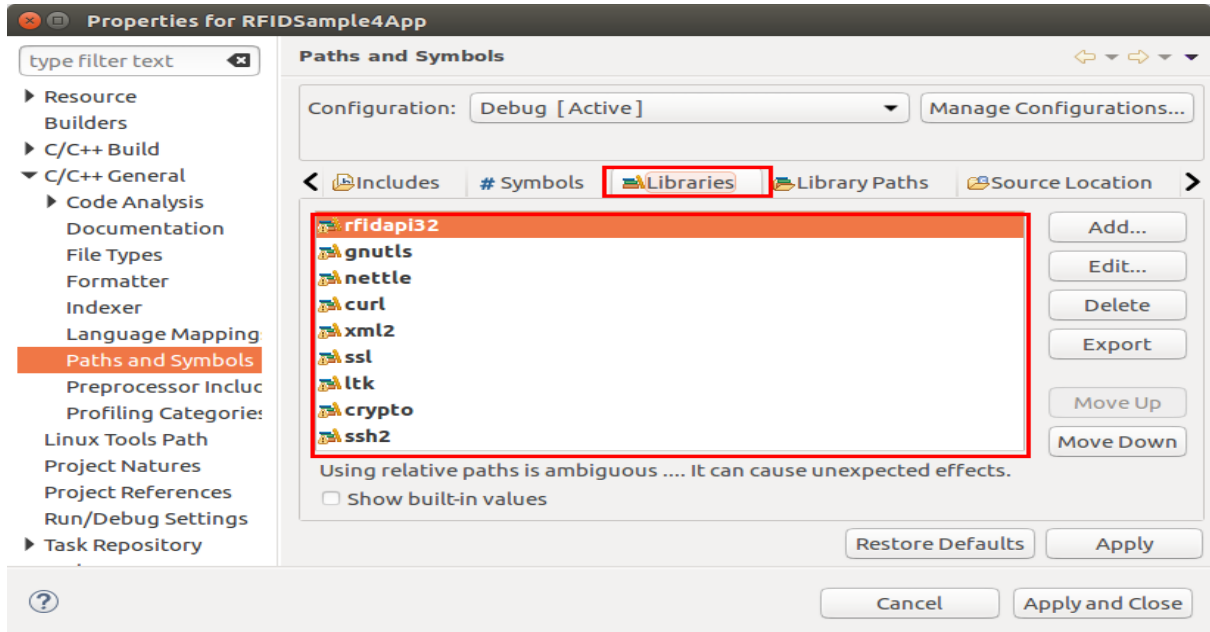 Properties for RFIDSample4App
type filter text
Resource
Builders
C/C++ Build
C/C++ General
Code Analysis
Documentation
File Types
Formatter
Indexer
Language Mapping
Paths and Symbols
Preprocessor Incluc
Profiling Categories
Linux Tools Path
Project Natures
Project References
Run/Debug Settings
Task Repository
Paths and Symbols
Configuration: Debug [ Active ] Manage Configurations...
Includes # Symbols Libraries Library Paths Source Location
rfidapi32
gnutls
nettle
curl
xml2
ssl
ltk
crypto
ssh2
Add...
Edit...
Delete
Export
Move Up
Move Down
Using relative paths is ambiguous .... It can cause unexpected effects.
Show built-in values
Restore Defaults Apply
? Cancel Apply and Close